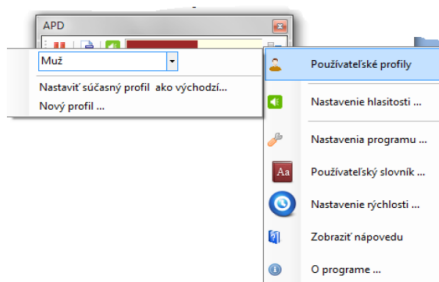 APD
Muž
Nastaviť súčasný profil ako východzí...
Nový profil ...
Používateľské profily
Nastavenie hlasitosti ...
Nastavenia programu ...
Aa
Používateľský slovník ...
Nastavenie rýchlosti ...
Zobraziť nápovedu
O programe ...